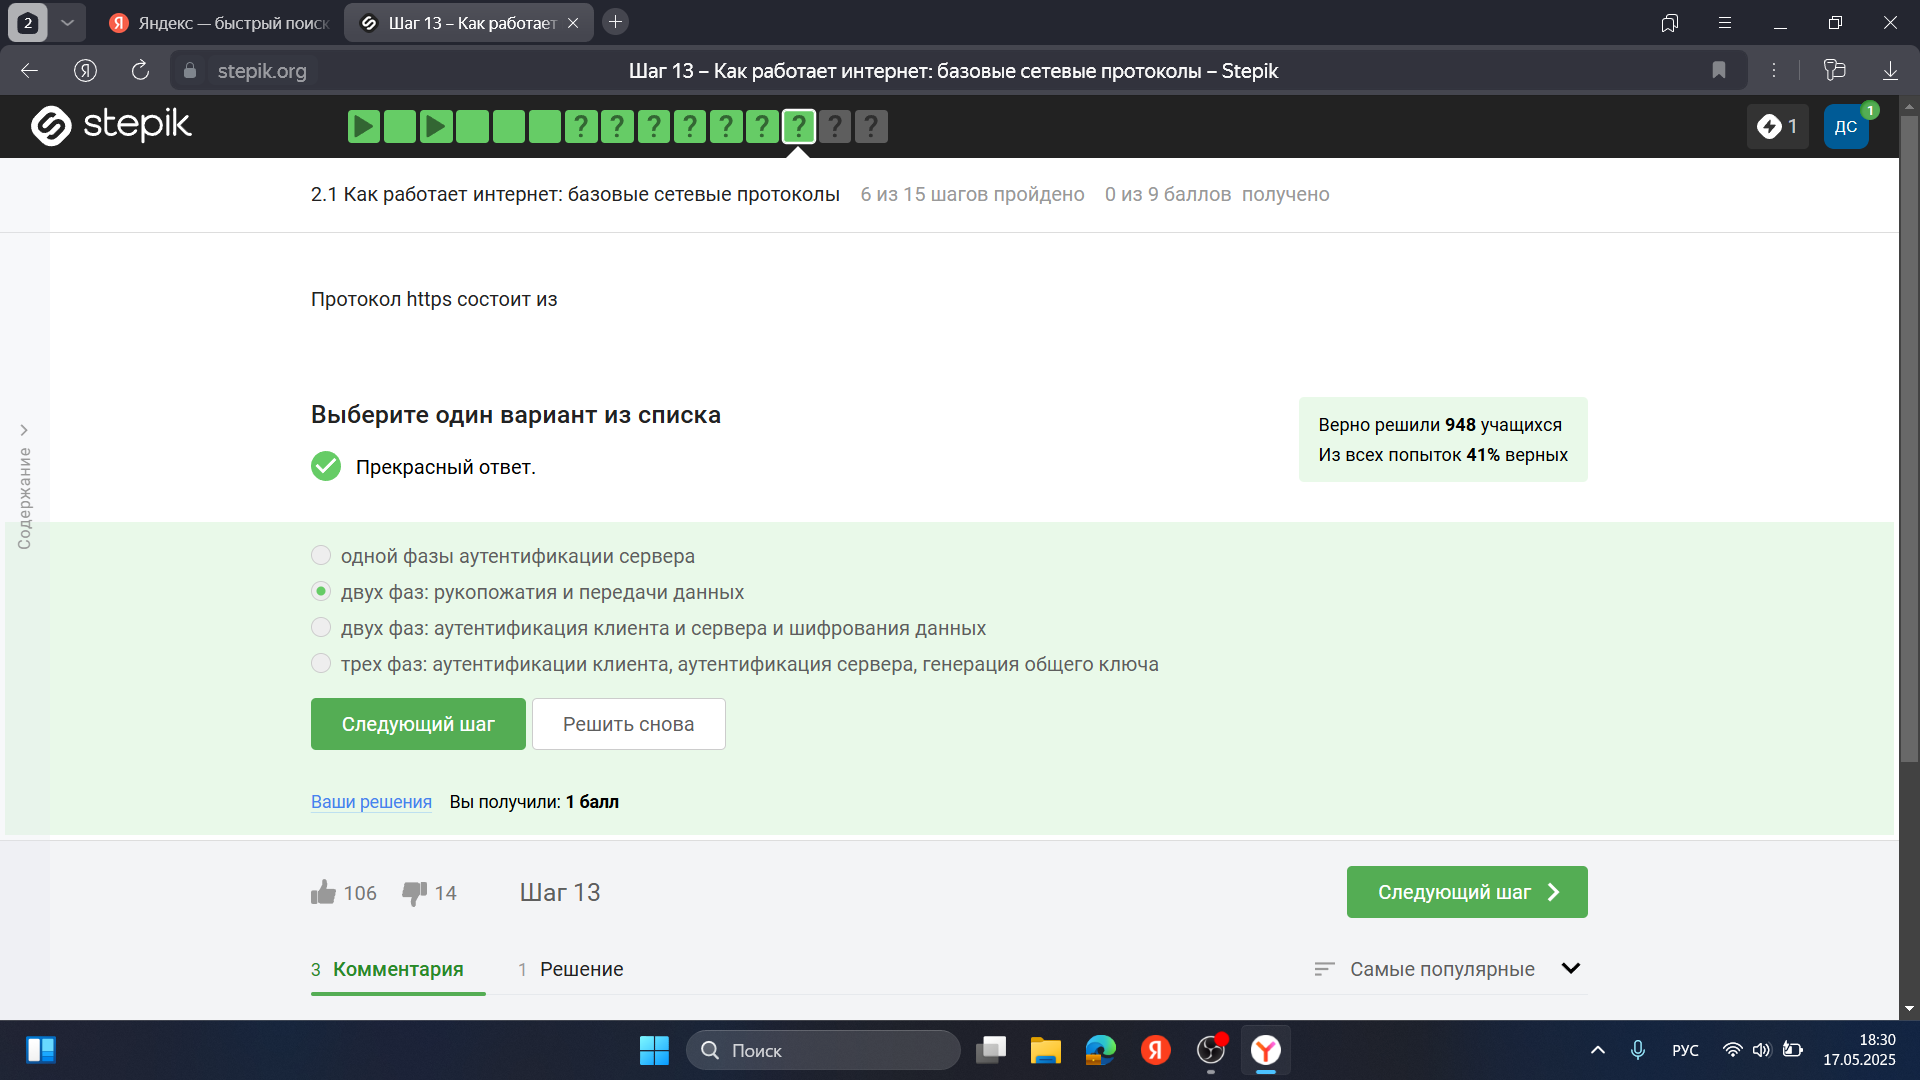 2
Яндекс — быстрый поиск
Шаг 13 – Как работает
stepik.org
Шаг 13 – Как работает интернет: базовые сетевые протоколы – Stepik
stepik
? ? ? ? ? ? ? ? ?
1
ДС
1
2.1 Как работает интернет: базовые сетевые протоколы 6 из 15 шагов пройдено 0 из 9 баллов получено
Содержание
Протокол https состоит из
Выберите один вариант из списка
Прекрасный ответ.
Верно решили 948 учащихся
Из всех попыток 41% верных
одной фазы аутентификации сервера
двух фаз: рукопожатия и передачи данных
двух фаз: аутентификация клиента и сервера и шифрования данных
трех фаз: аутентификации клиента, аутентификация сервера, генерация общего ключа
Следующий шаг
Решить снова
Ваши решения Вы получили: 1 балл
106 14 Шаг 13
Следующий шаг
3 Комментария 1 Решение
Самые популярные
Поиск
РУС
18:30
17.05.2025